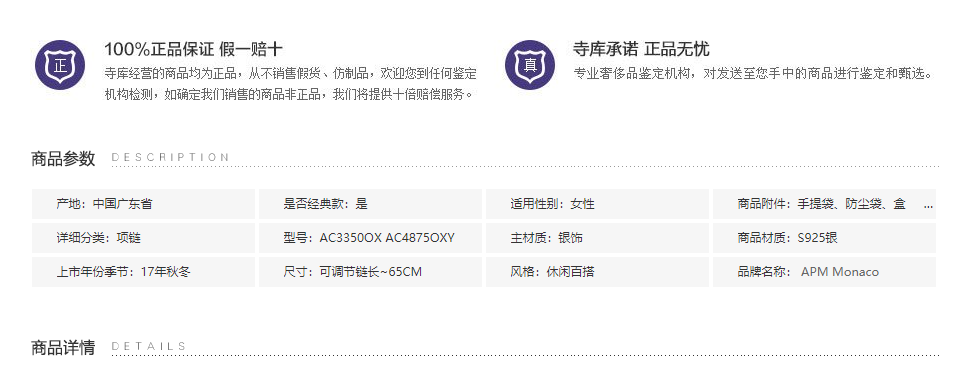 正
100%正品保证 假一赔十
寺库经营的商品均为正品，从不销售假货、仿制品，欢迎您到任何鉴定
机构检测，如确定我们销售的商品非正品，我们将提供十倍赔偿服务。
真
寺库承诺 正品无忧
专业奢侈品鉴定机构，对发送至您手中的商品进行鉴定和甄选。
商品参数 DESCRIPTION
产地：中国广东省 是否经典款：是 适用性别：女性 商品附件：手提袋、防尘袋、盒 ...
详细分类：项链 型号：AC3350OX AC4875OXY 主材质：银饰 商品材质：S925银
上市年份季节：17年秋冬 尺寸：可调节链长~65CM 风格：休闲百搭 品牌名称： APM Monaco
商品详情 DETAILS